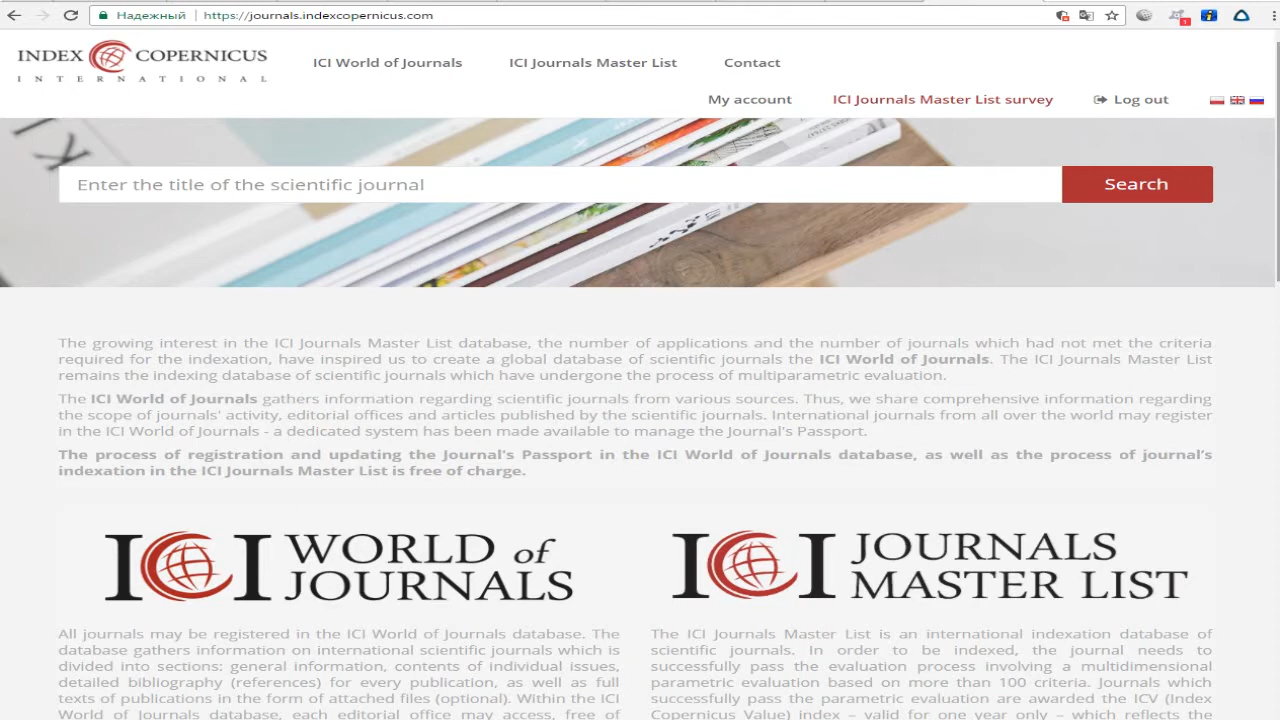 Надежный https://journals.indexcopernicus.com
INDEX COPERNICUS
INTERNATIONAL
ICI World of Journals ICI Journals Master List Contact
My account ICI Journals Master List survey Log out
Enter the title of the scientific journal Search
The growing interest in the ICI Journals Master List database, the number of applications and the number of journals which had not met the criteria
required for the indexation, have inspired us to create a global database of scientific journals the ICI World of Journals. The ICI Journals Master List
remains the indexing database of scientific journals which have undergone the process of multiparametric evaluation.
The ICI World of Journals gathers information regarding scientific journals from various sources. Thus, we share comprehensive information regarding
the scope of journals' activity, editorial offices and articles published by the scientific journals. International journals from all over the world may register
in the ICI World of Journals - a dedicated system has been made available to manage the Journal's Passport.
The process of registration and updating the Journal's Passport in the ICI World of Journals database, as well as the process of journal's
indexation in the ICI Journals Master List is free of charge.
ICI WORLD of JOURNALS
ICI JOURNALS MASTER LIST
All journals may be registered in the ICI World of Journals database. The
database gathers information on international scientific journals which is
divided into sections: general information, contents of individual issues,
detailed bibliography (references) for every publication, as well as full
texts of publications in the form of attached files (optional). Within the ICI
World of Journals database, each editorial office may access, free of
The ICI Journals Master List is an international indexation database of
scientific journals. In order to be indexed, the journal needs to
successfully pass the evaluation process involving a multidimensional
parametric evaluation based on more than 100 criteria. Journals which
successfully pass the parametric evaluation are awarded the ICV (Index
Copernicus Value) index – valid for one year only – which reflects the